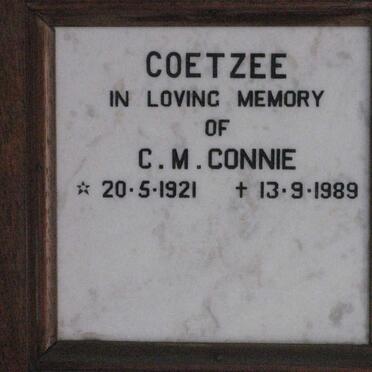 COETZEE
IN LOVING MEMORY
OF
C.M.CONNIE
☆ 20·5·1921 ✝ 13·9·1989